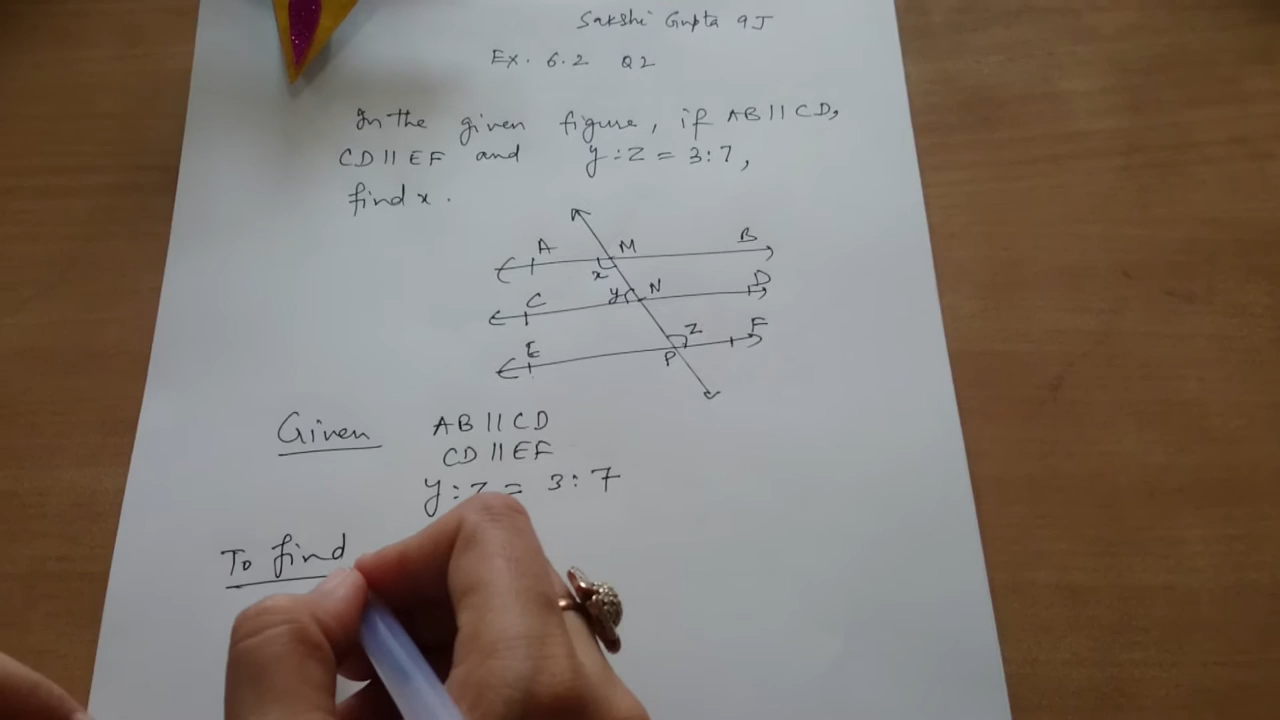 Sakshi Gupta 9J
Ex. 6.2 Q2
In the given figure, if AB || CD,
CD || EF and y : z = 3 : 7,
find x.
A M B
x
C y N D
E P z F
Given AB || CD
CD || EF
y : z = 3 : 7
To find